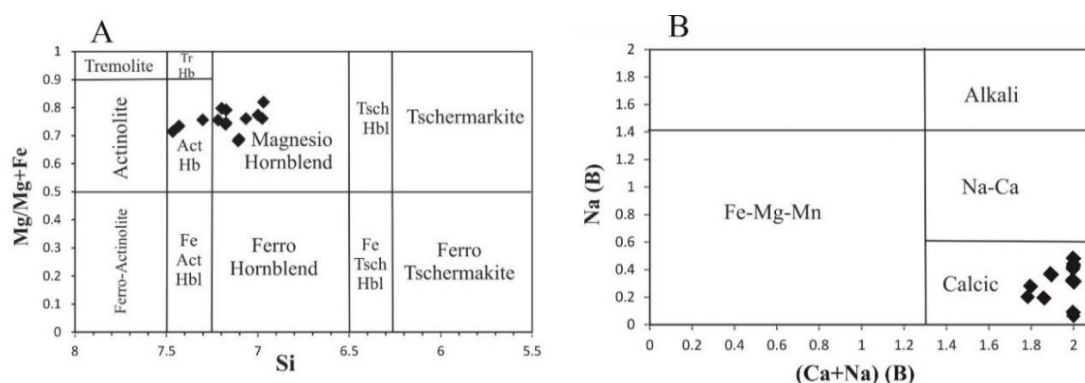 A
Mg/Mg+Fe
1
0.9
0.8
0.7
0.6
0.5
0.4
0.3
0.2
0.1
0
Tremolite
Tr
Hb
Actinolite
Act
Hb
Magnesio
Hornblend
Tsch
Hbl
Tschermarkite
Ferro-Actinolite
Fe
Act
Hbl
Ferro
Hornblend
Fe
Tsch
Hbl
Ferro
Tschermakite
8 7.5 7 6.5 6 5.5
Si
B
Na (B)
2
1.8
1.6
1.4
1.2
1
0.8
0.6
0.4
0.2
0
Alkali
Na-Ca
Fe-Mg-Mn
Calcic
0 0.2 0.4 0.6 0.8 1 1.2 1.4 1.6 1.8 2
(Ca+Na) (B)